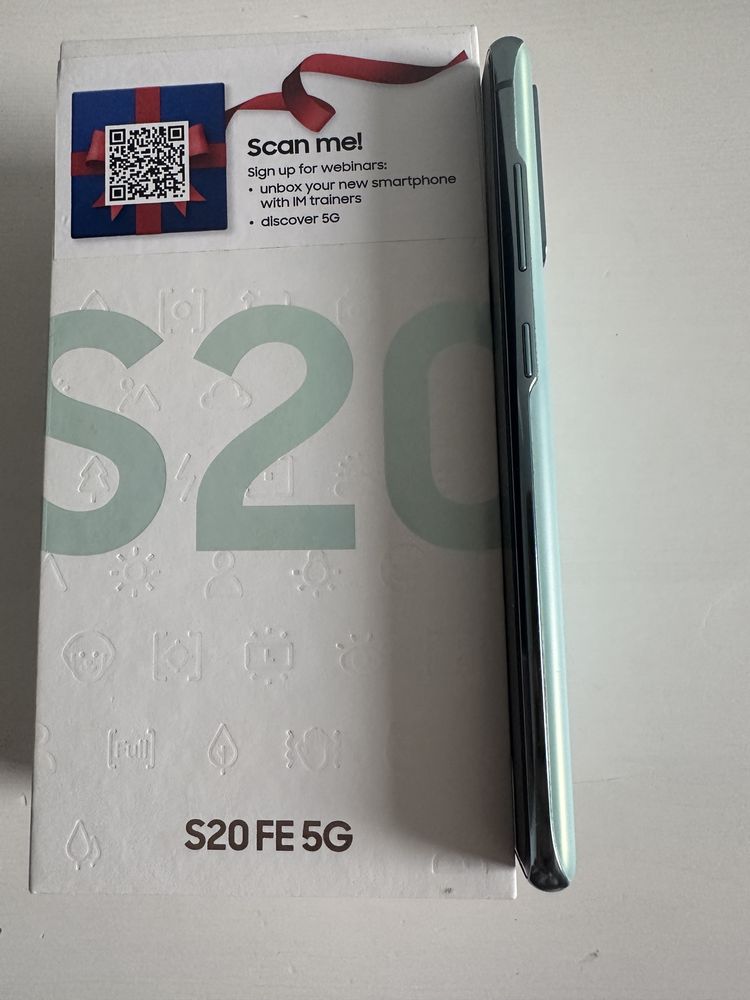 Scan me!
Sign up for webinars:
• unbox your new smartphone
with IM trainers
• discover 5G
S20
[Full]
S20 FE 5G